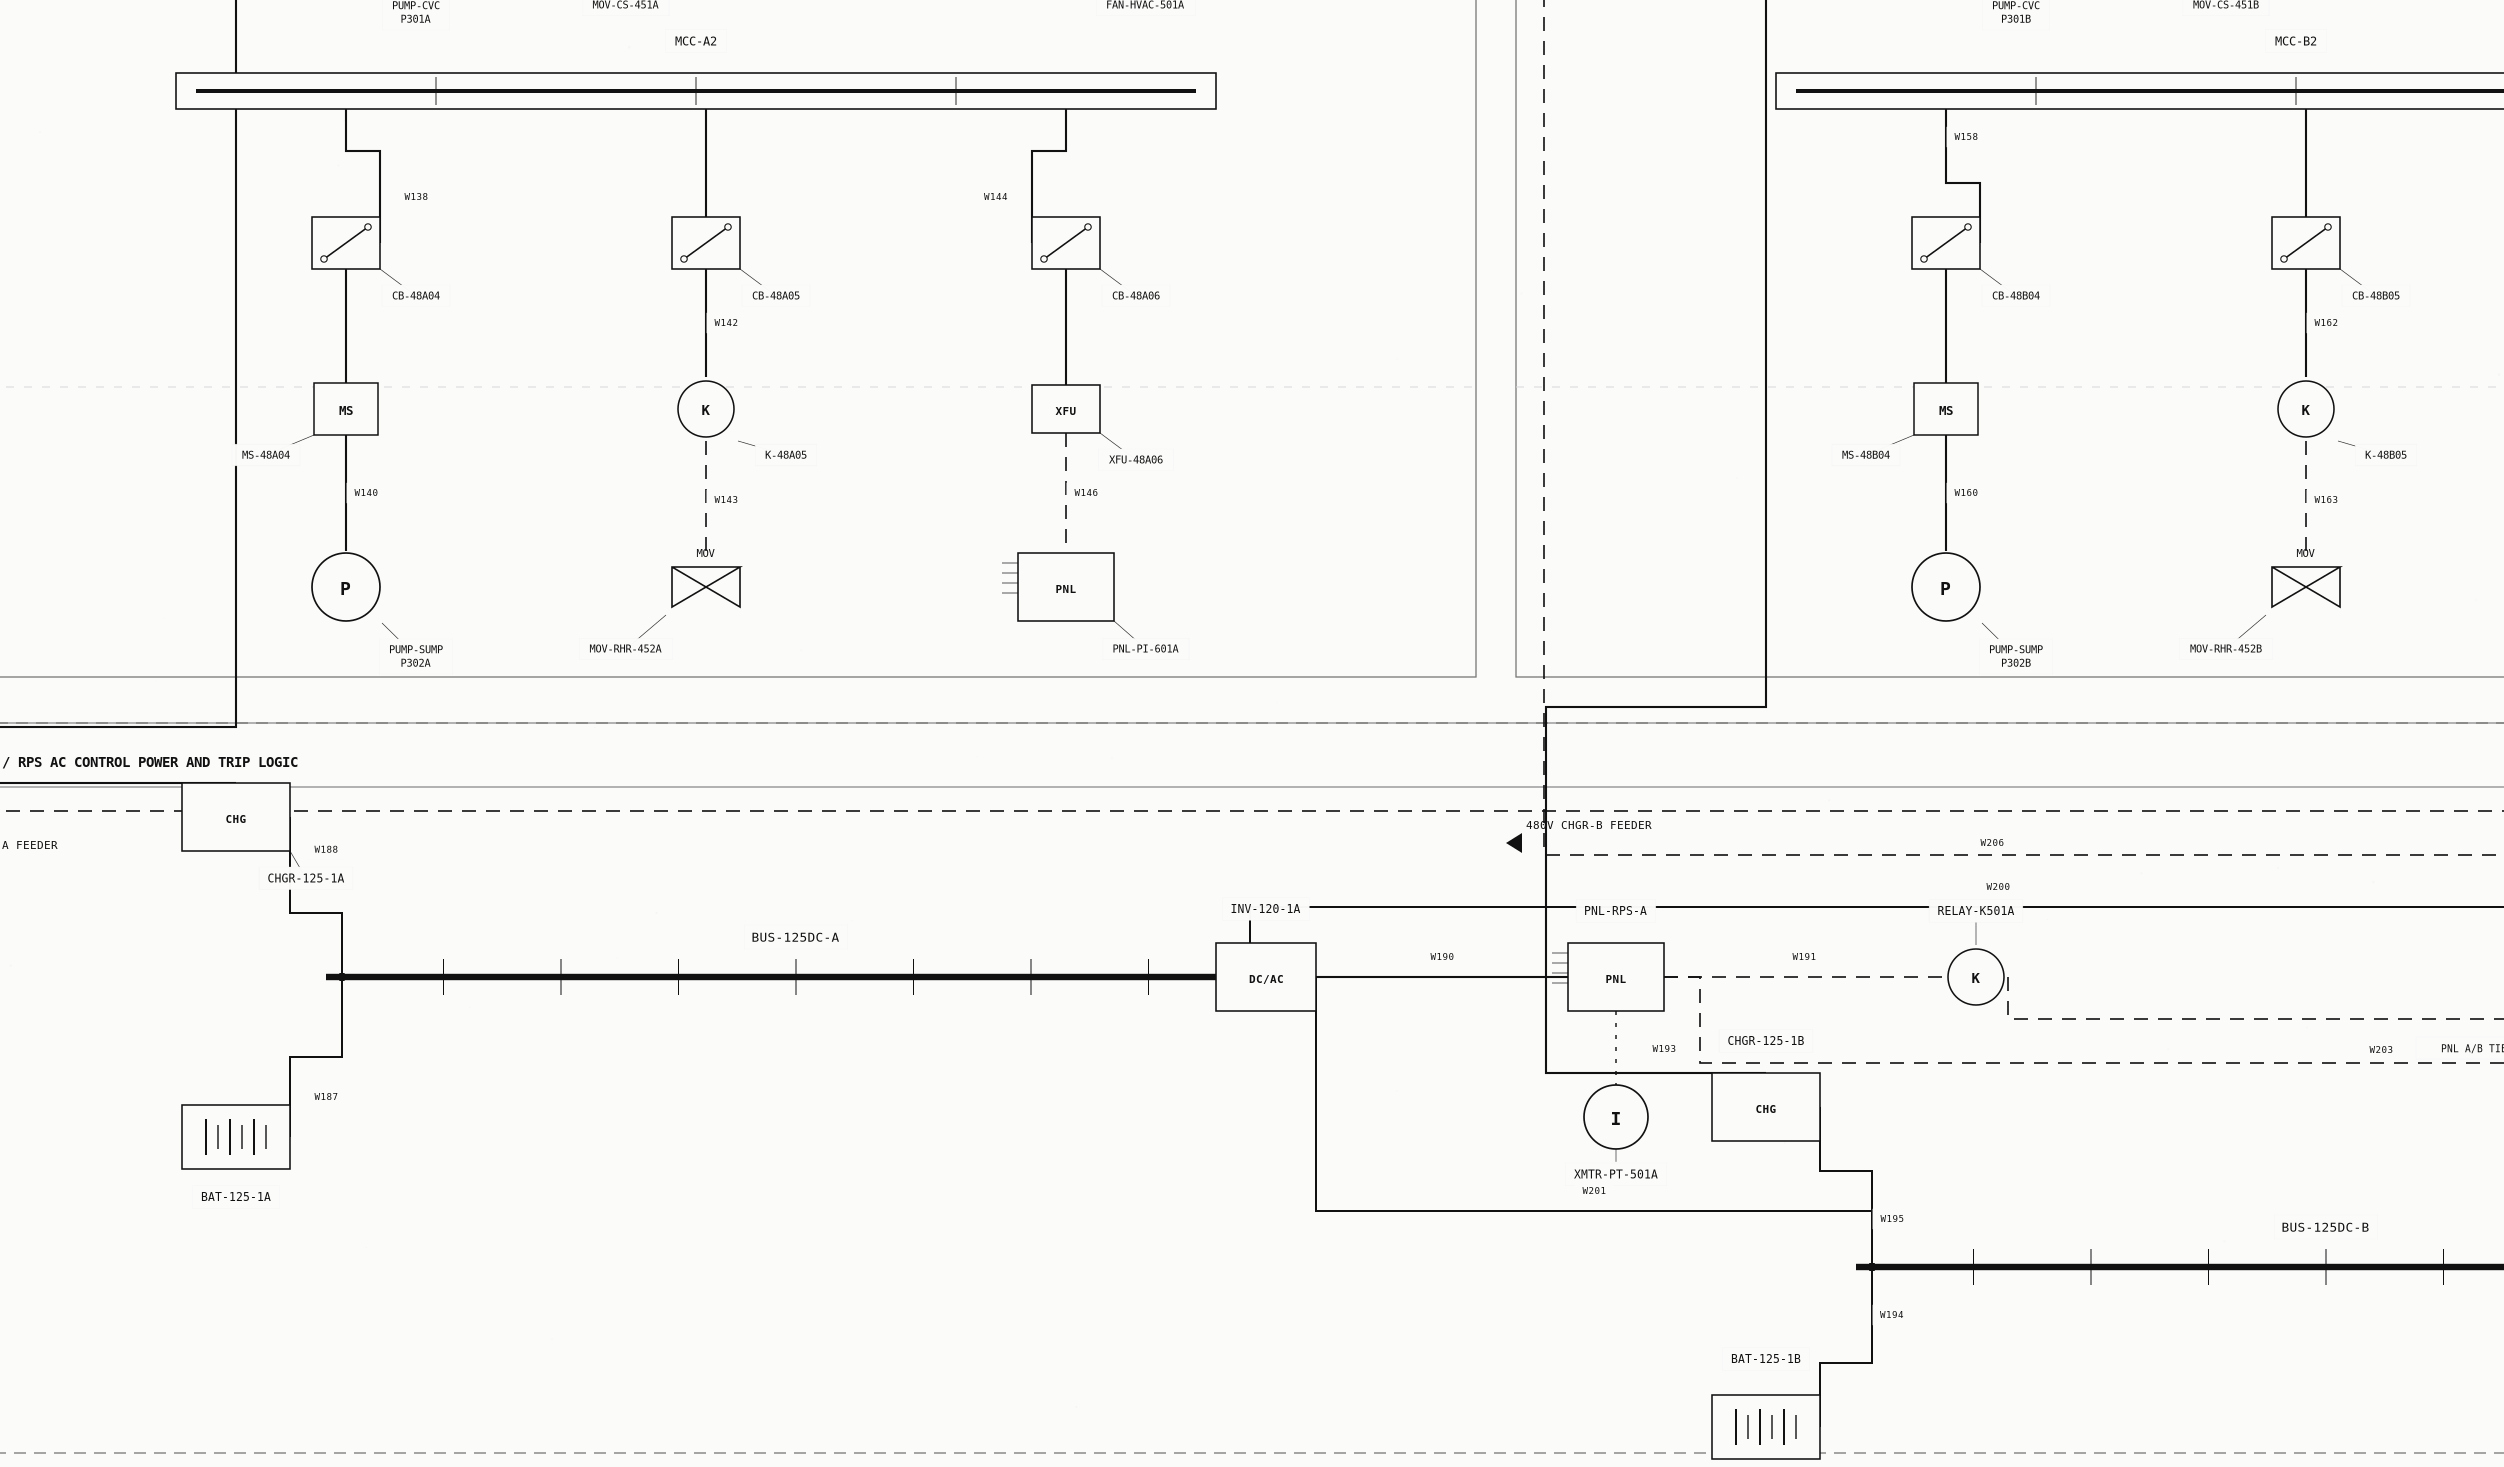 PUMP-CVC
P301A
MOV-CS-451A
FAN-HVAC-501A
PUMP-CVC
P301B
MOV-CS-451B
MCC-A2
MCC-B2
W158
W138
W144
CB-48A04
CB-48A05
CB-48A06
CB-48B04
CB-48B05
W142
W162
MS
K
XFU
MS
K
MS-48A04
K-48A05
XFU-48A06
MS-48B04
K-48B05
W140
W143
W146
W160
W163
MOV
MOV
P
PNL
P
PUMP-SUMP
P302A
MOV-RHR-452A
PNL-PI-601A
PUMP-SUMP
P302B
MOV-RHR-452B
/ RPS AC CONTROL POWER AND TRIP LOGIC
CHG
480V CHGR-B FEEDER
A FEEDER
W188
W206
CHGR-125-1A
W200
INV-120-1A
PNL-RPS-A
RELAY-K501A
BUS-125DC-A
W190
W191
DC/AC
PNL
K
CHGR-125-1B
W193
W203
PNL A/B TIE
W187
CHG
I
XMTR-PT-501A
W201
BAT-125-1A
W195
BUS-125DC-B
W194
BAT-125-1B